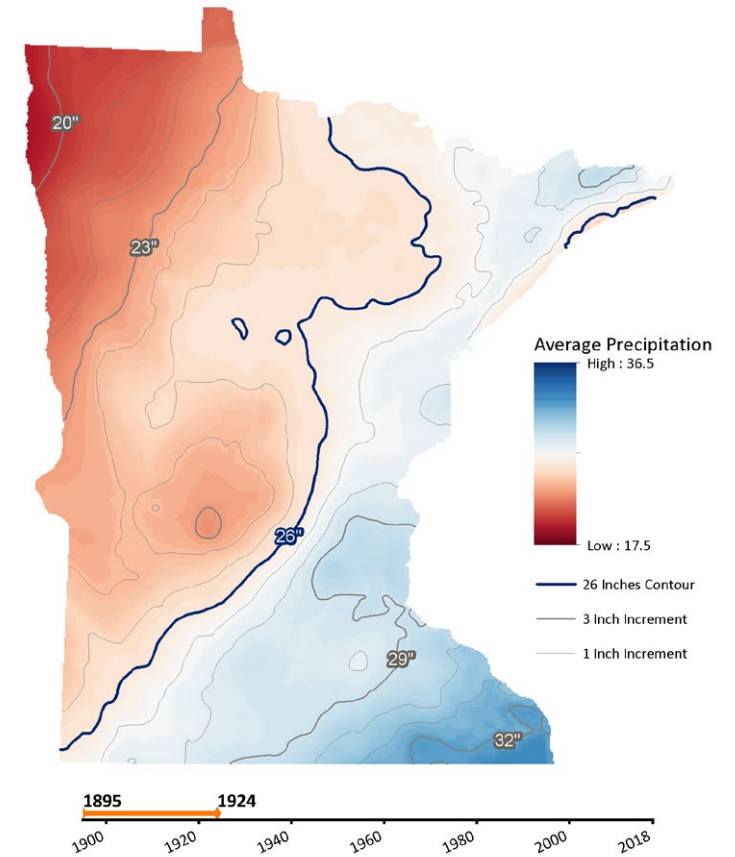 20"
23"
Average Precipitation
High : 36.5
Low : 17.5
26"
26 Inches Contour
3 Inch Increment
1 Inch Increment
29"
32"
1895
1924
1900
1920
1940
1960
1980
2000
2018